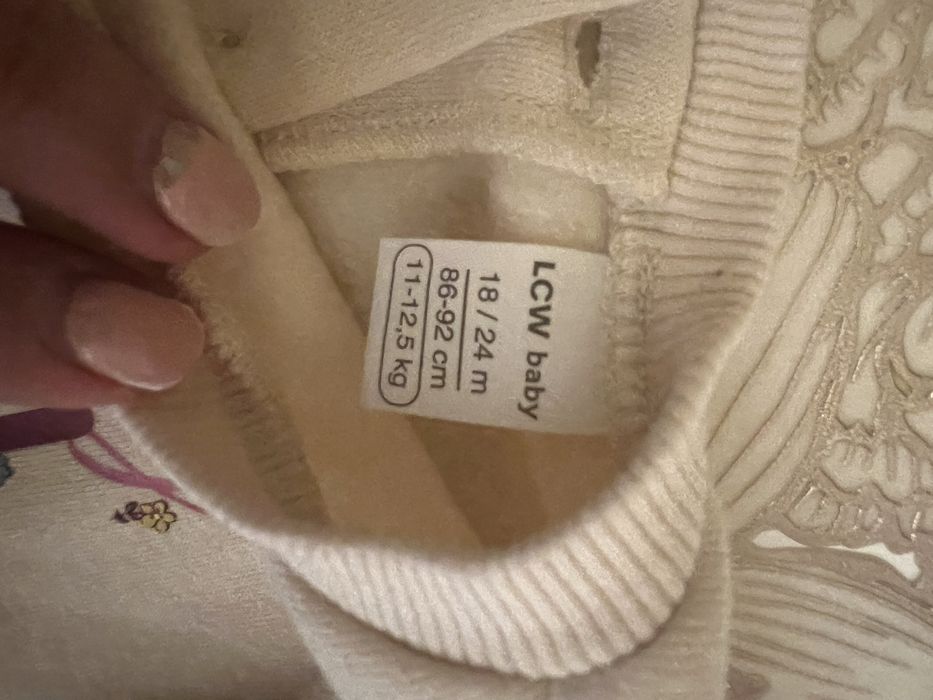 LCW baby
18 / 24 m
86-92 cm
11-12,5 kg